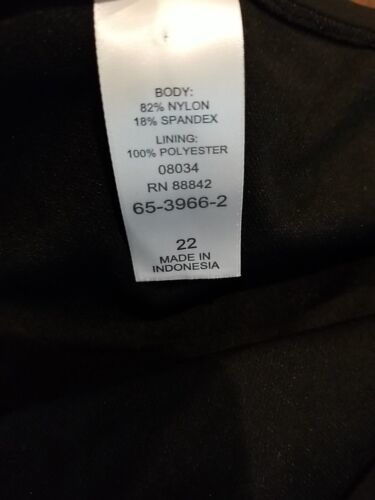 BODY:
82% NYLON
18% SPANDEX
LINING:
100% POLYESTER
08034
RN 88842
65-3966-2
22
MADE IN
INDONESIA